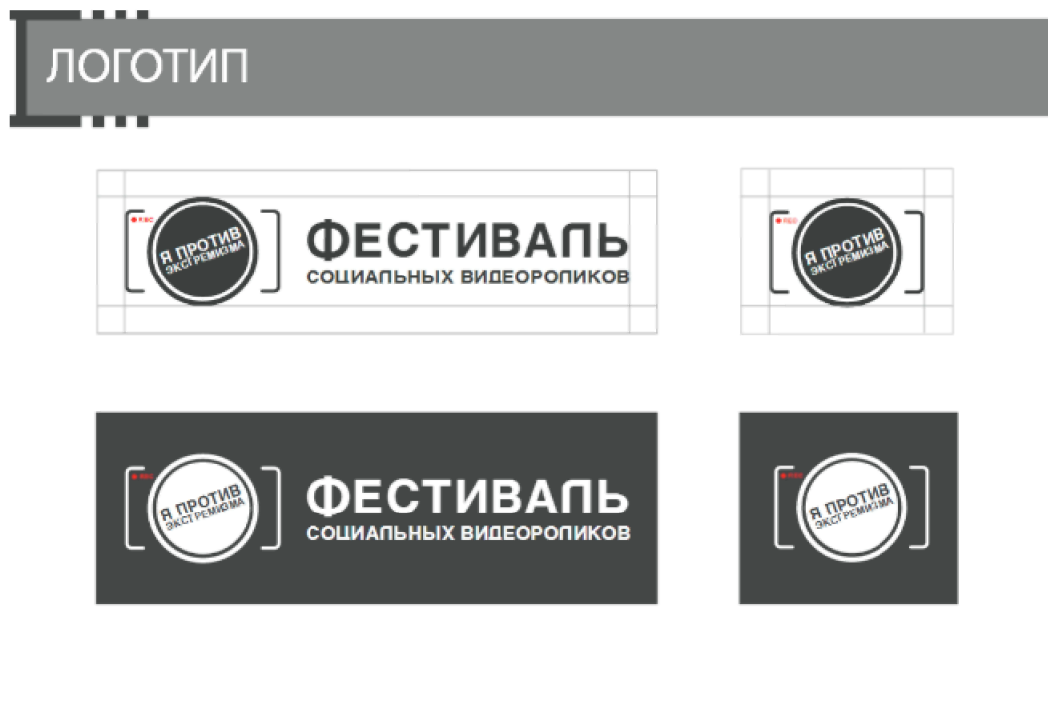 ЛОГОТИП
REC
Я ПРОТИВ
ЭКСТРЕМИЗМА
ФЕСТИВАЛЬ
СОЦИАЛЬНЫХ ВИДЕОРОЛИКОВ
REC
Я ПРОТИВ
ЭКСТРЕМИЗМА
REC
Я ПРОТИВ
ЭКСТРЕМИЗМА
ФЕСТИВАЛЬ
СОЦИАЛЬНЫХ ВИДЕОРОЛИКОВ
REC
Я ПРОТИВ
ЭКСТРЕМИЗМА